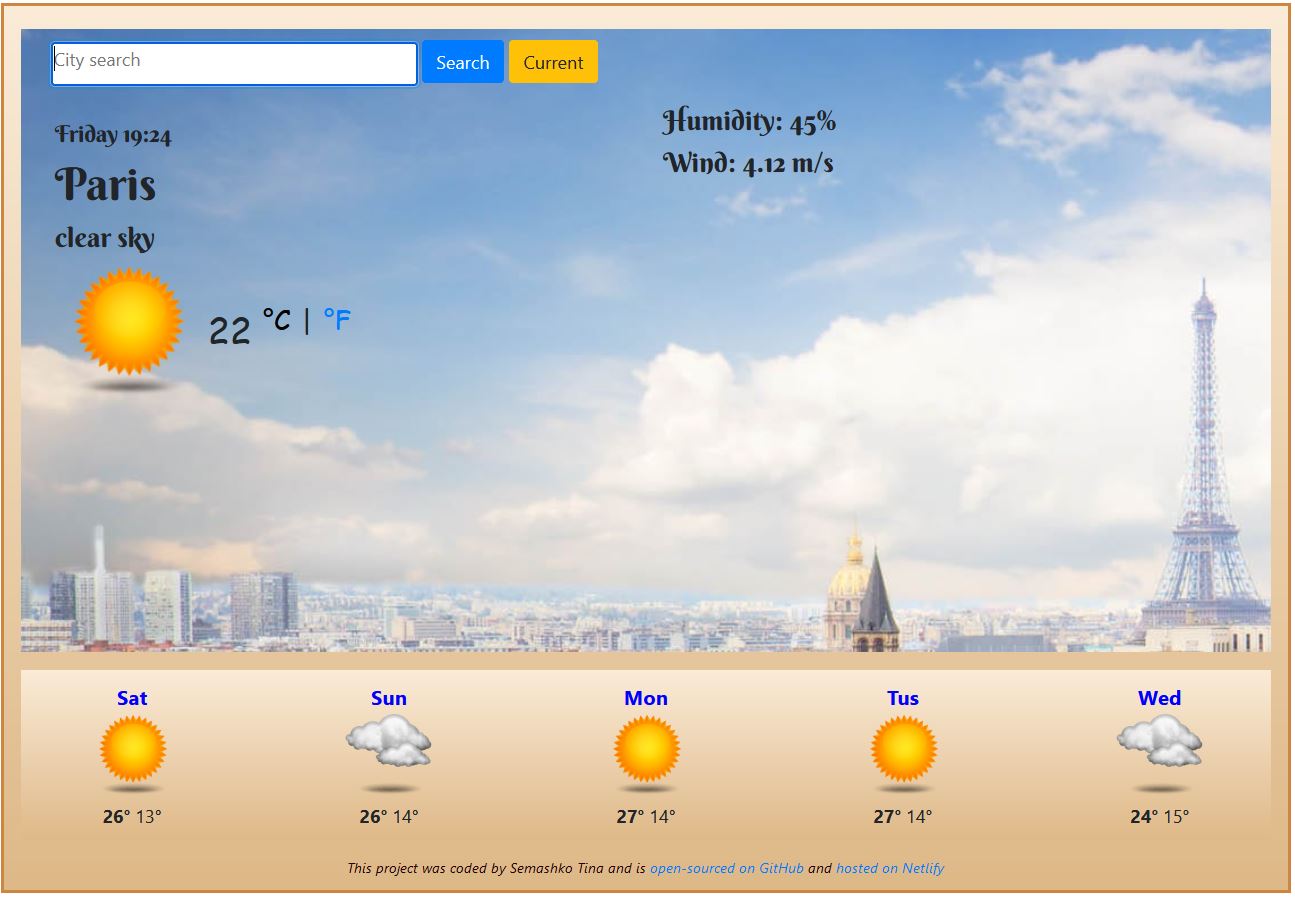 City search
Search
Current
Friday 19:24
Paris
clear sky
22 °C | °F
Humidity: 45%
Wind: 4.12 m/s
Sat
Sun
Mon
Tus
Wed
26° 13°
26° 14°
27° 14°
27° 14°
24° 15°
This project was coded by Semashko Tina and is open-sourced on GitHub and hosted on Netlify